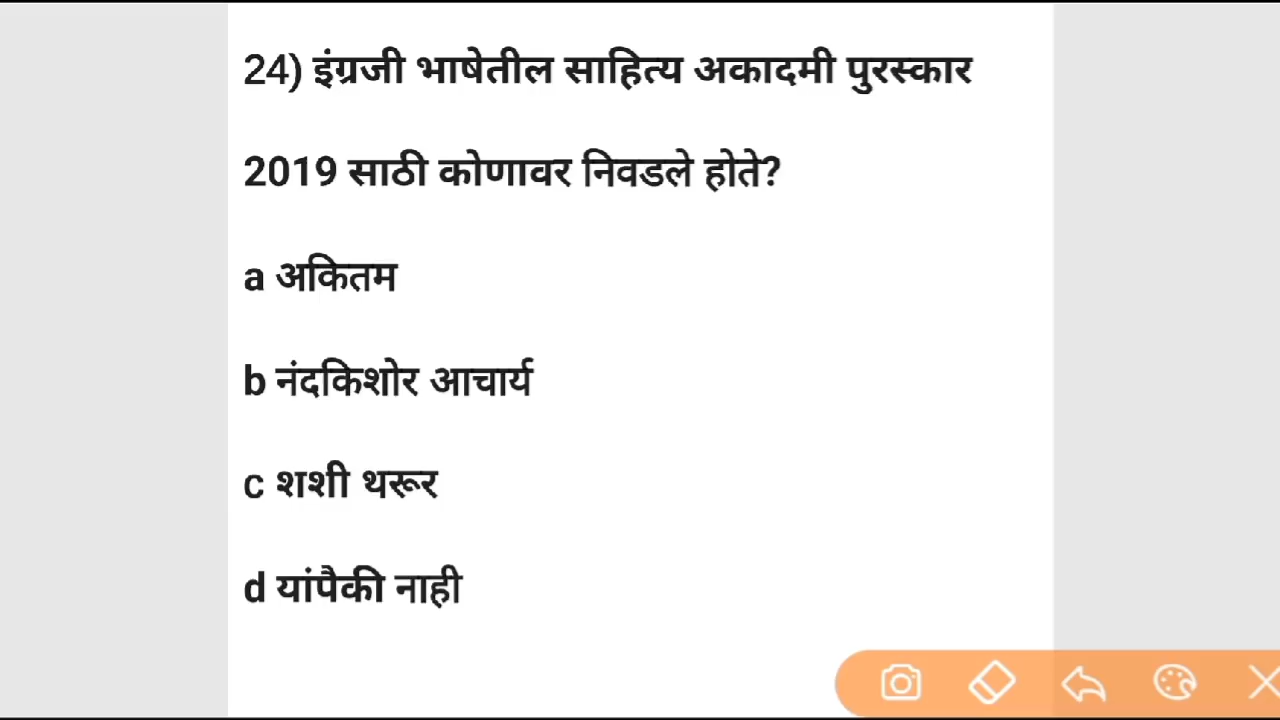 24) इंग्रजी भाषेतील साहित्य अकादमी पुरस्कार
2019 साठी कोणावर निवडले होते?
a अकितम
b नंदकिशोर आचार्य
c शशी थरूर
d यांपैकी नाही